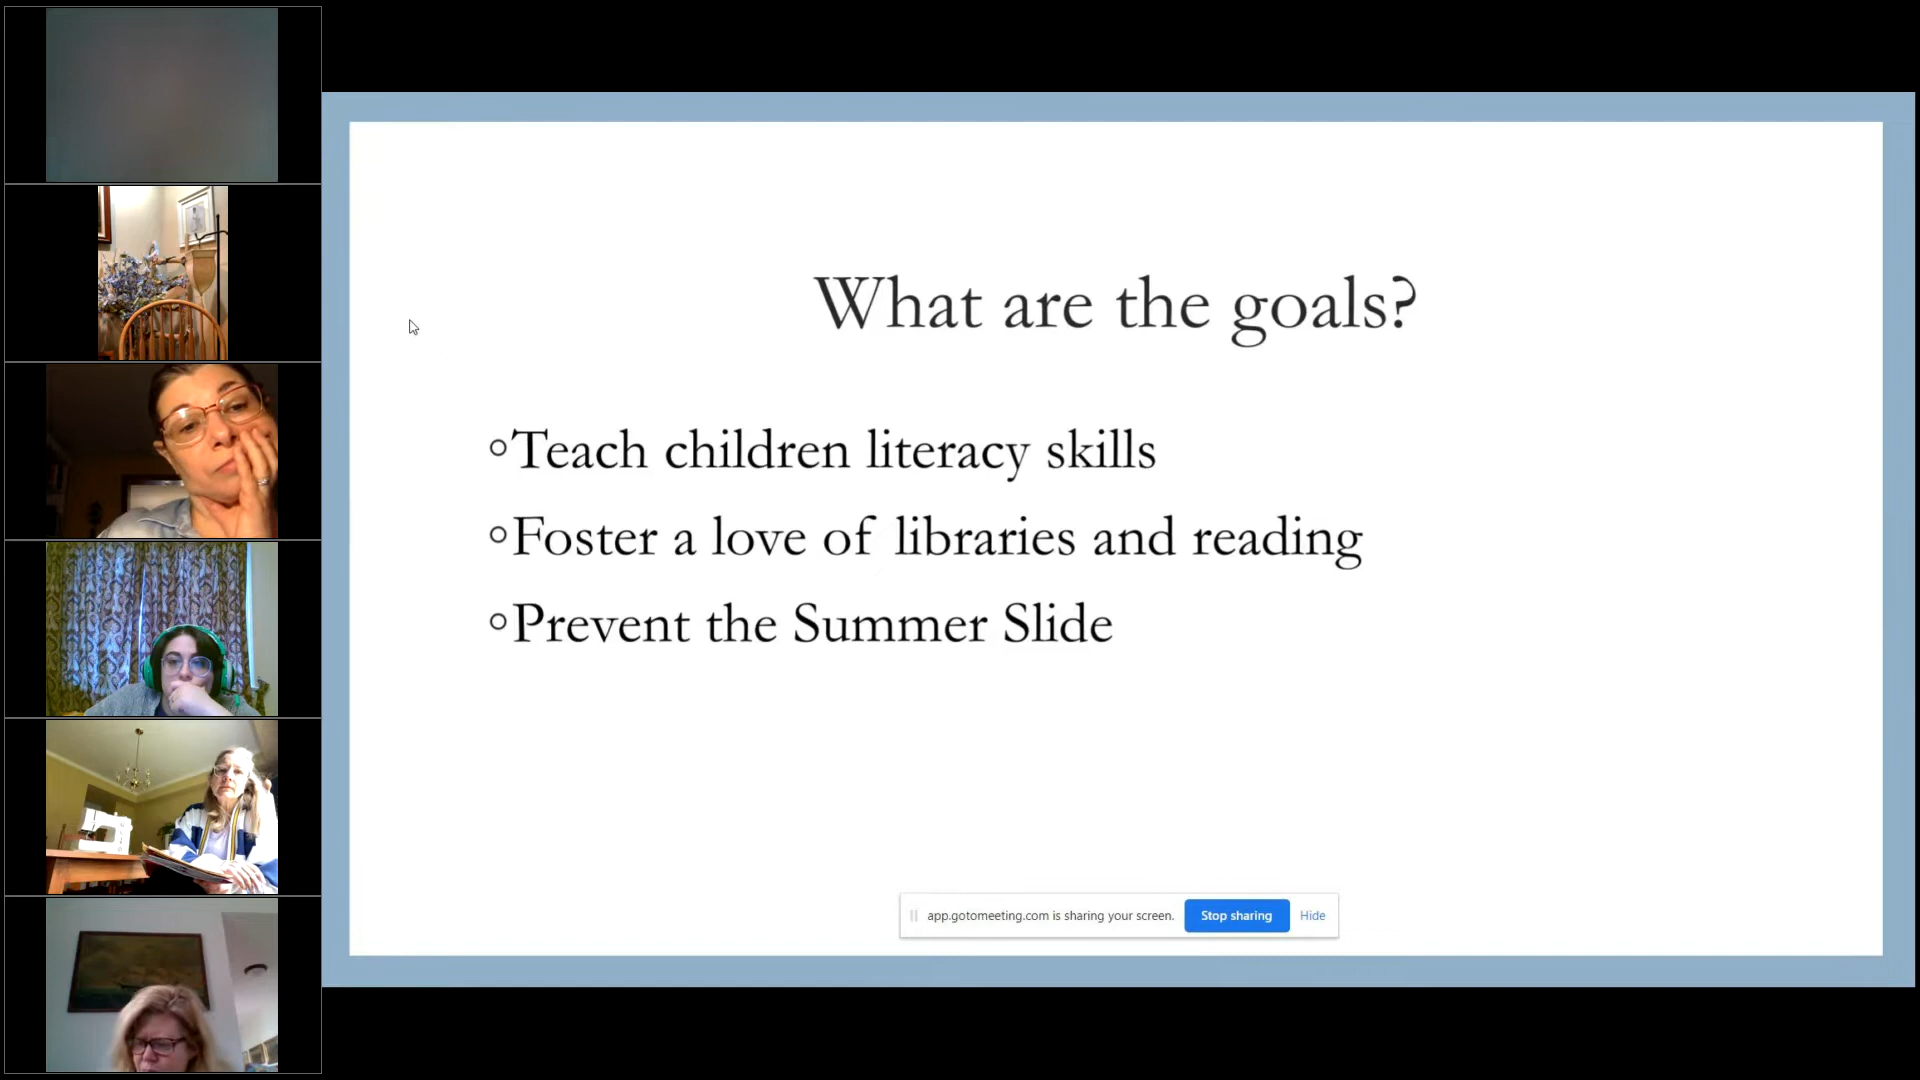 What are the goals?
°Teach children literacy skills
°Foster a love of libraries and reading
°Prevent the Summer Slide
app.gotomeeting.com is sharing your screen. Stop sharing Hide